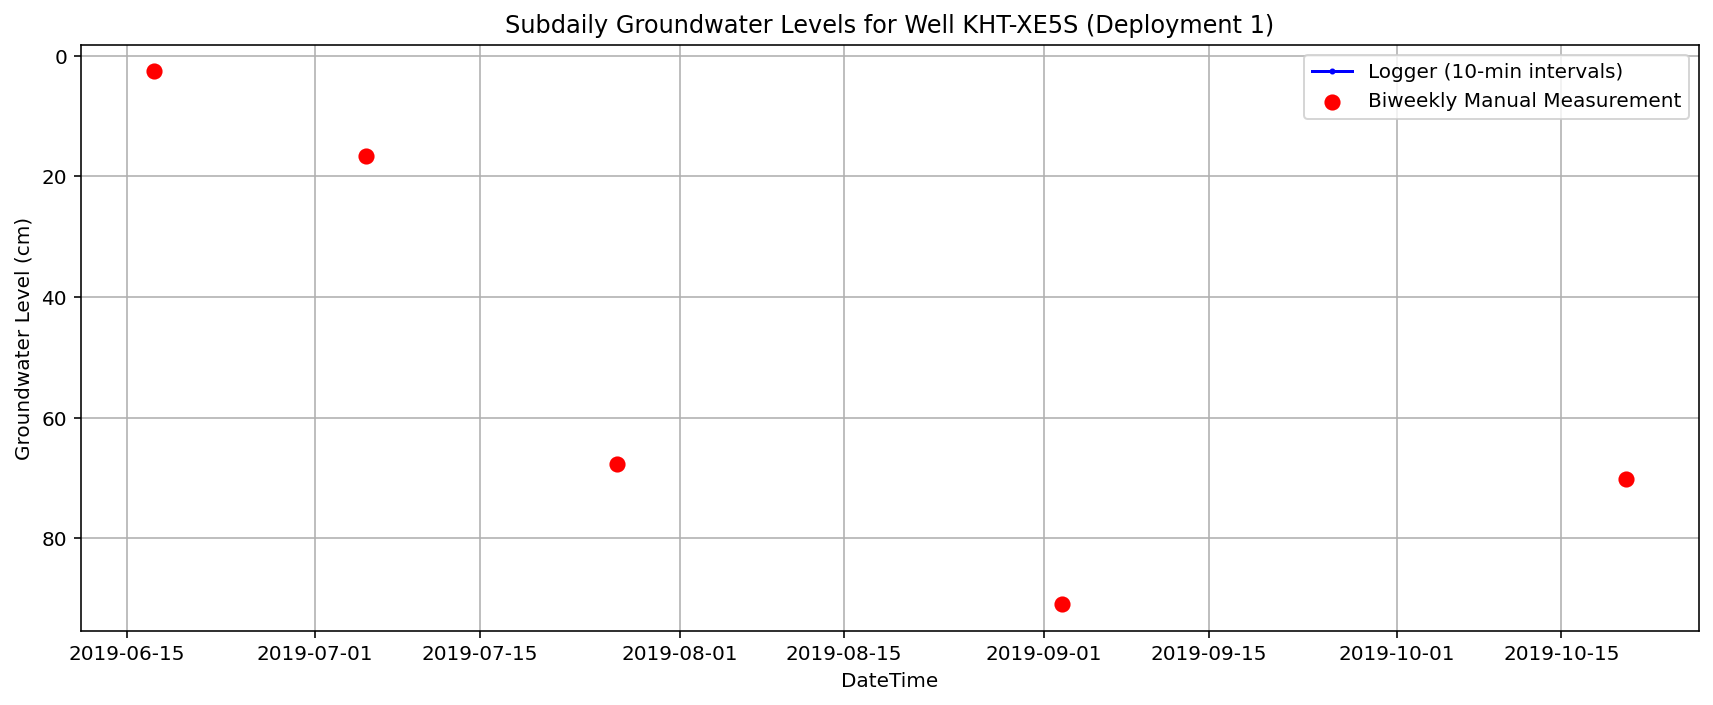 Subdaily Groundwater Levels for Well KHT-XE5S (Deployment 1)
Logger (10-min intervals)
Biweekly Manual Measurement
Groundwater Level (cm)
0
20
40
60
80
2019-06-15
2019-07-01
2019-07-15
2019-08-01
2019-08-15
2019-09-01
2019-09-15
2019-10-01
2019-10-15
DateTime